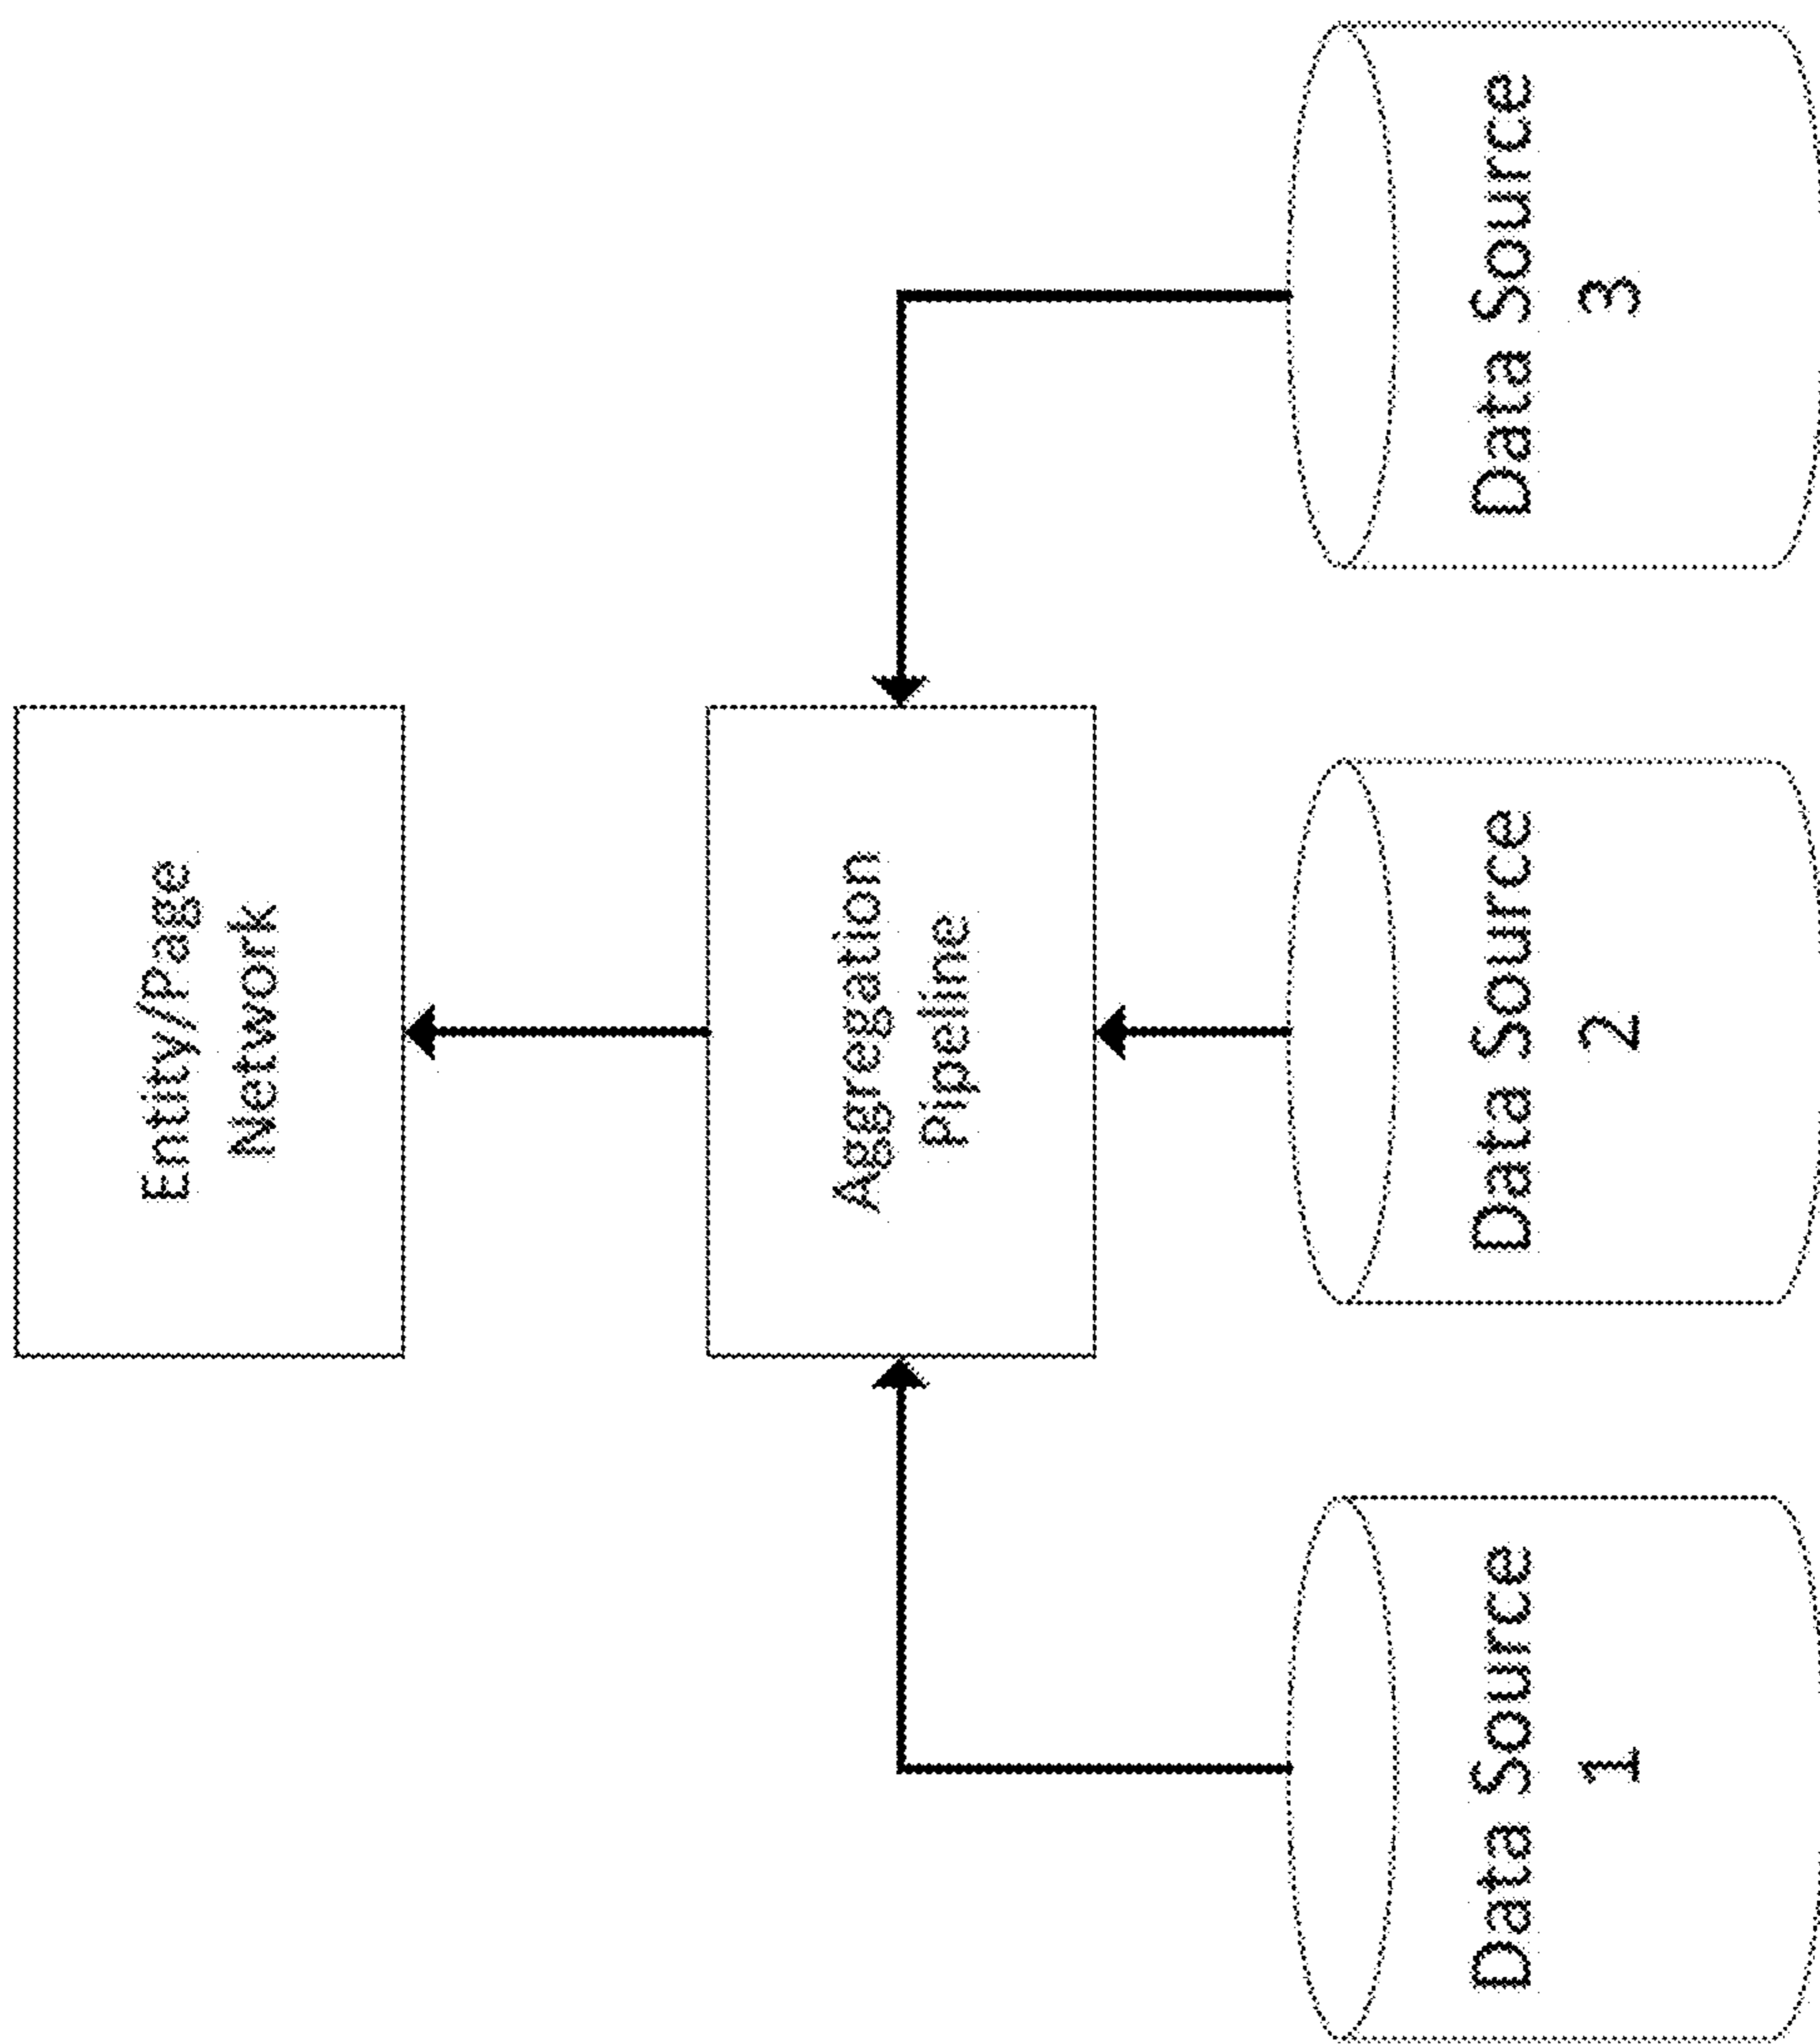 Entity/Page
Network
Aggregation
Pipeline
Data Source
1
Data Source
2
Data Source
3